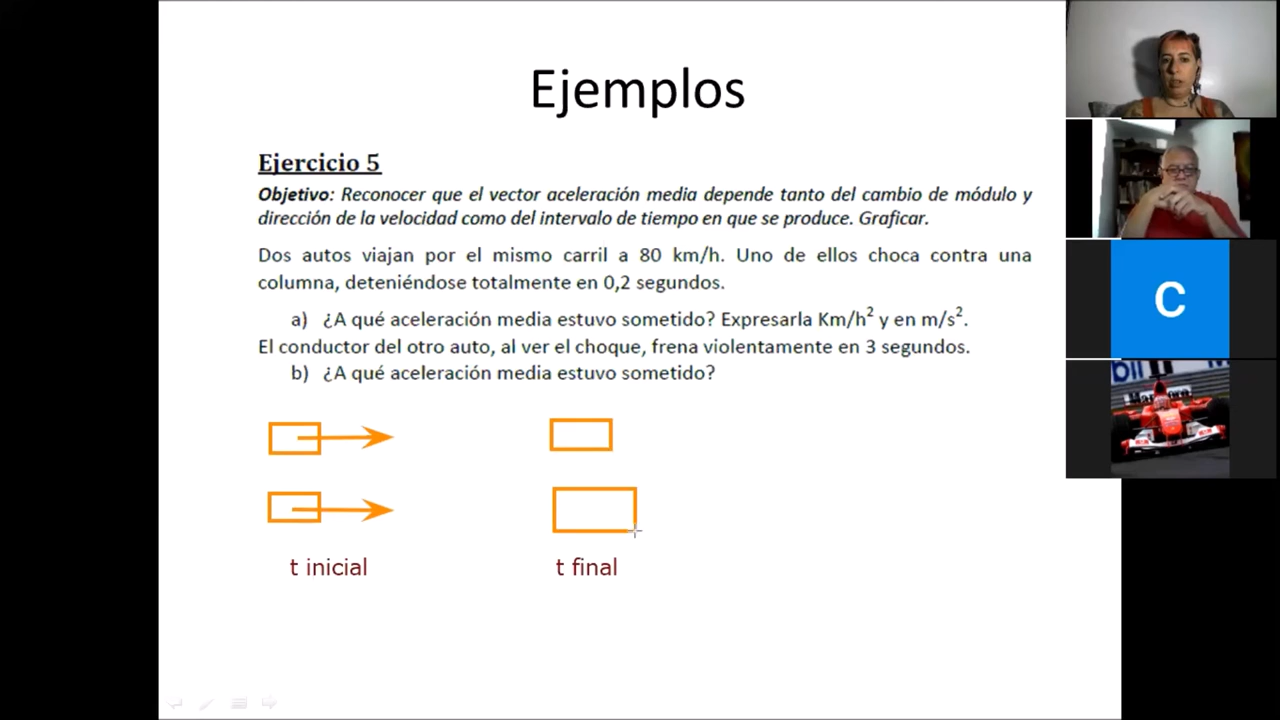 Ejemplos
Ejercicio 5
Objetivo: Reconocer que el vector aceleración media depende tanto del cambio de módulo y
dirección de la velocidad como del intervalo de tiempo en que se produce. Graficar.
Dos autos viajan por el mismo carril a 80 km/h. Uno de ellos choca contra una
columna, deteniéndose totalmente en 0,2 segundos.
a) ¿A qué aceleración media estuvo sometido? Expresarla Km/h² y en m/s².
El conductor del otro auto, al ver el choque, frena violentamente en 3 segundos.
b) ¿A qué aceleración media estuvo sometido?
t inicial
t final
C
Marlboro